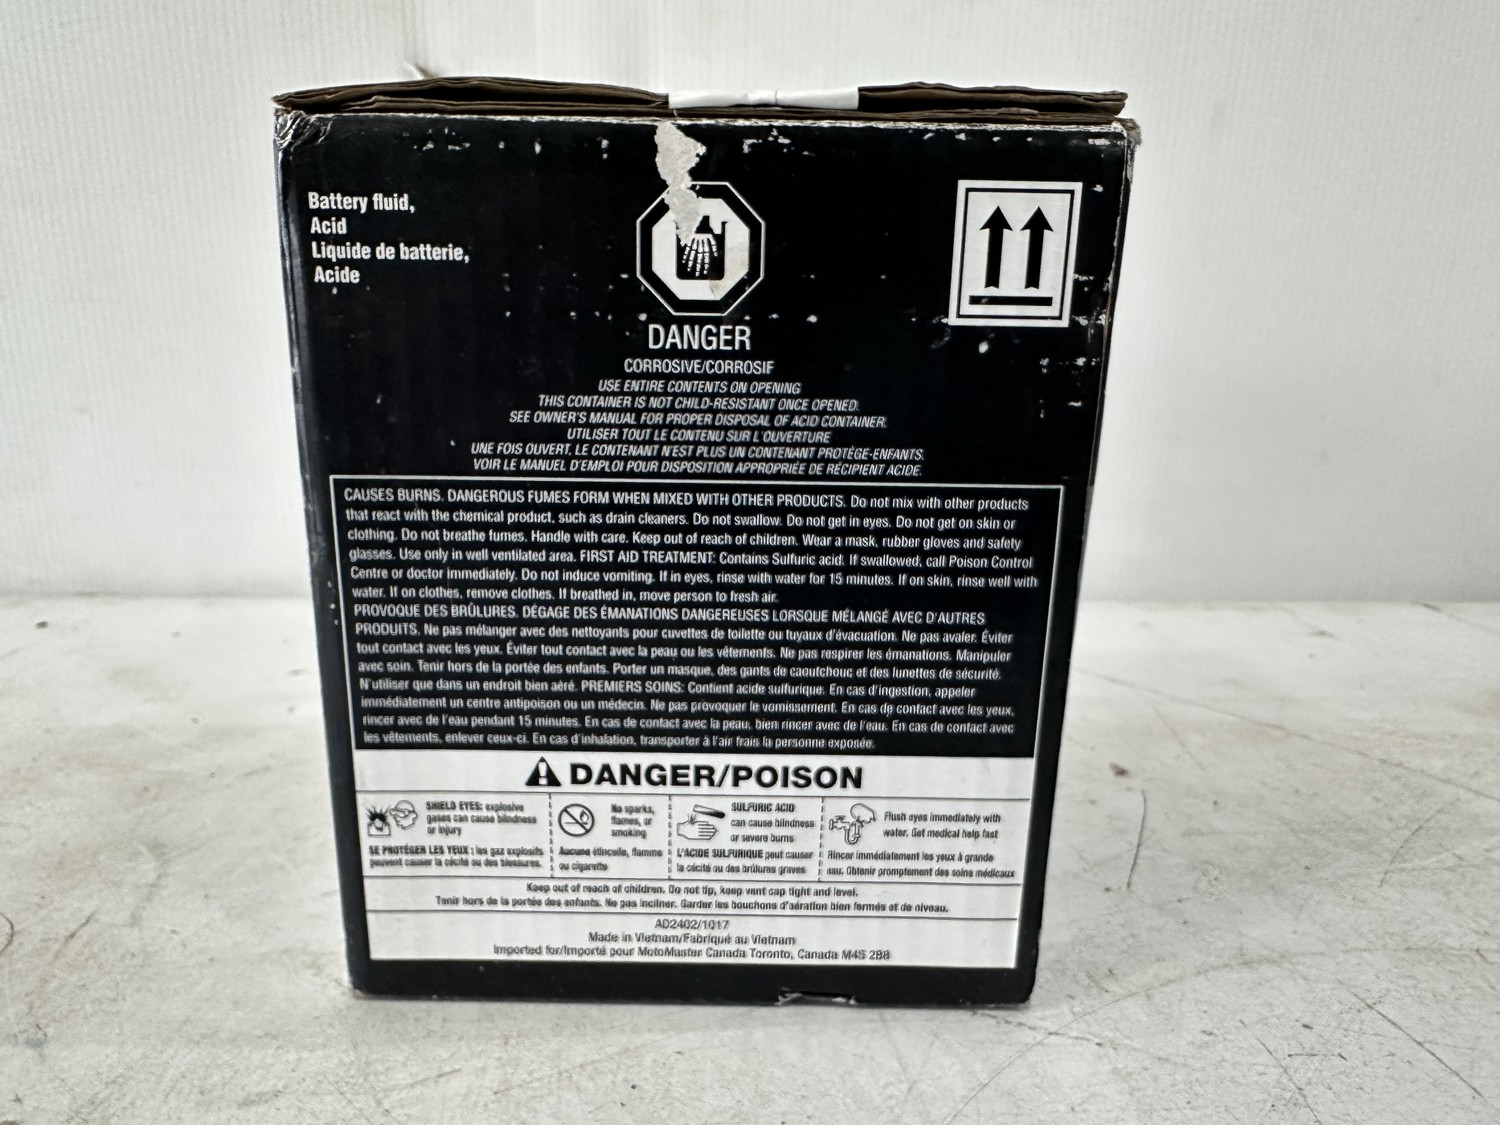 Battery fluid,
Acid
Liquide de batterie,
Acide
DANGER
CORROSIVE/CORROSIF
USE ENTIRE CONTENTS ON OPENING
THIS CONTAINER IS NOT CHILD-RESISTANT ONCE OPENED.
SEE OWNER'S MANUAL FOR PROPER DISPOSAL OF ACID CONTAINER.
UTILISER TOUT LE CONTENU SUR L'OUVERTURE
UNE FOIS OUVERT, LE CONTENANT N'EST PLUS UN CONTENANT PROTÈGE-ENFANTS.
VOIR LE MANUEL D'EMPLOI POUR DISPOSITION APPROPRIÉE DE RÉCIPIENT ACIDE.
CAUSES BURNS. DANGEROUS FUMES FORM WHEN MIXED WITH OTHER PRODUCTS. Do not mix with other products
that react with the chemical product, such as drain cleaners. Do not swallow. Do not get in eyes. Do not get on skin or
clothing. Do not breathe fumes. Handle with care. Keep out of reach of children. Wear a mask, rubber gloves and safety
glasses. Use only in well ventilated area. FIRST AID TREATMENT: Contains Sulfuric acid. If swallowed, call Poison Control
Centre or doctor immediately. Do not induce vomiting. If in eyes, rinse with water for 15 minutes. If on skin, rinse well with
water. If on clothes, remove clothes. If breathed in, move person to fresh air.
PROVOQUE DES BRÛLURES. DÉGAGE DES ÉMANATIONS DANGEREUSES LORSQUE MÉLANGÉ AVEC D'AUTRES
PRODUITS. Ne pas mélanger avec des nettoyants pour cuvettes de toilette ou tuyaux d'évacuation. Ne pas avaler. Éviter
tout contact avec les yeux. Éviter tout contact avec la peau ou les vêtements. Ne pas respirer les émanations. Manipuler
avec soin. Tenir hors de la portée des enfants. Porter un masque, des gants de caoutchouc et des lunettes de sécurité.
N'utiliser que dans un endroit bien aéré. PREMIERS SOINS: Contient acide sulfurique. En cas d'ingestion, appeler
immédiatement un centre antipoison ou un médecin. Ne pas provoquer le vomissement. En cas de contact avec les yeux,
rincer avec de l'eau pendant 15 minutes. En cas de contact avec la peau, bien rincer avec de l'eau. En cas de contact avec
les vêtements, enlever ceux-ci. En cas d'inhalation, transporter à l'air frais la personne exposée.
DANGER/POISON
SHIELD EYES: explosive
gases can cause blindness
or injury
SE PROTÉGER LES YEUX : les gaz explosifs
peuvent causer la cécité ou des blessures.
No sparks,
flames, or
smoking
Aucune étincelle, flamme
ou cigarette
SULFURIC ACID
can cause blindness
or severe burns
L'ACIDE SULFURIQUE peut causer
la cécité ou des brûlures graves
Flush eyes immediately with
water. Get medical help fast
Rincer immédiatement les yeux à grande
eau. Obtenir promptement des soins médicaux
Keep out of reach of children. Do not tip, keep vent cap tight and level.
Tenir hors de la portée des enfants. Ne pas incliner. Garder les bouchons d'aération bien fermés et de niveau.
AD2402/1017
Made in Vietnam/Fabriqué au Vietnam
Imported for/Importé pour MotoMaster Canada Toronto, Canada M4S 2B8